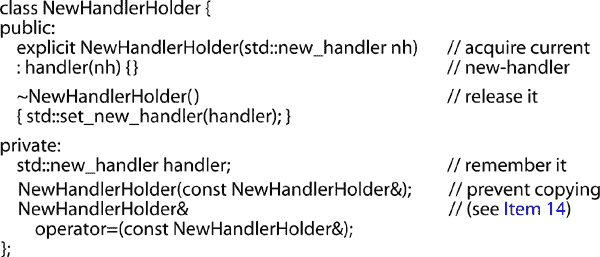 class NewHandlerHolder {
public:
explicit NewHandlerHolder(std::new_handler nh) // acquire current
: handler(nh) {} // new-handler
~NewHandlerHolder() // release it
{ std::set_new_handler(handler); }
private:
std::new_handler handler; // remember it
NewHandlerHolder(const NewHandlerHolder&); // prevent copying
NewHandlerHolder& // (see Item 14)
operator=(const NewHandlerHolder&);
};